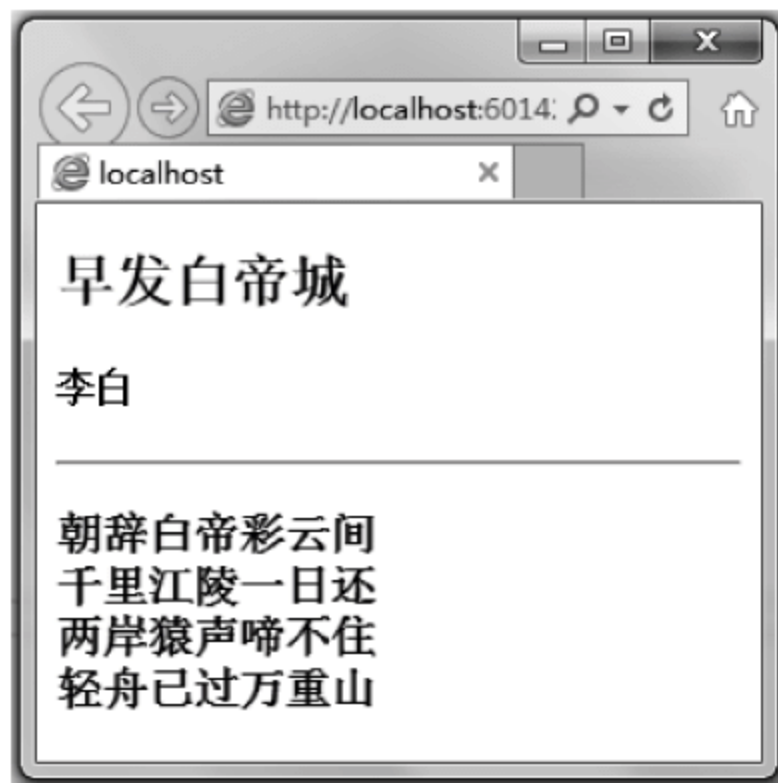 http://localhost:6014
localhost
早发白帝城
李白
朝辞白帝彩云间
千里江陵一日还
两岸猿声啼不住
轻舟已过万重山